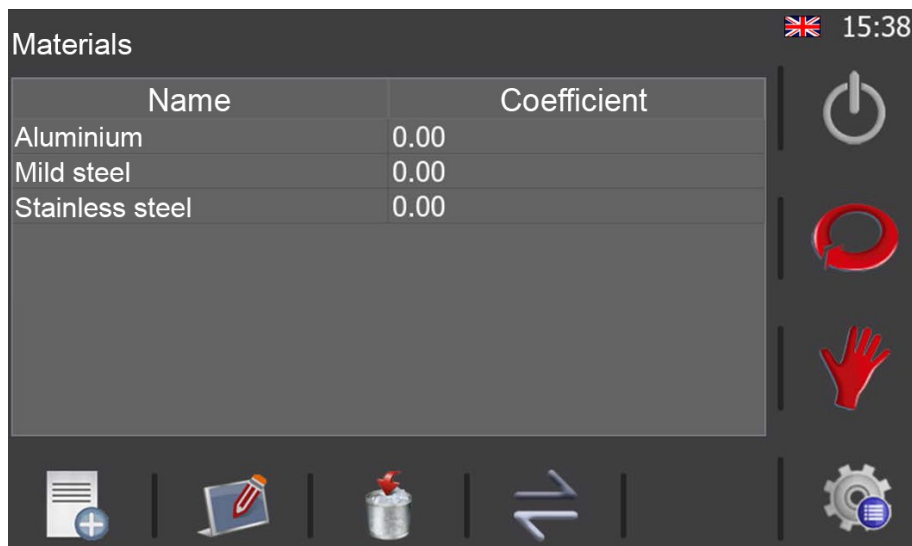 Materials
15:38
Name Coefficient
Aluminium 0.00
Mild steel 0.00
Stainless steel 0.00